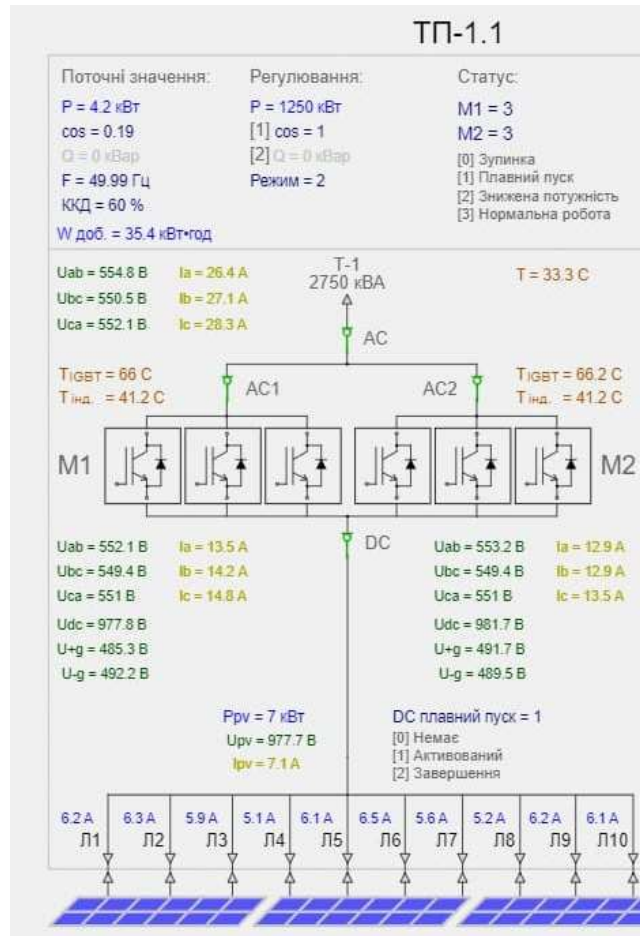 ТП-1.1
Поточні значення:
P = 4.2 кВт
cos = 0.19
Q = 0 кВар
F = 49.99 Гц
ККД = 60 %
W доб. = 35.4 кВт•год
Регулювання:
P = 1250 кВт
[1] cos = 1
[2] Q = 0 кВар
Режим = 2
Статус:
M1 = 3
M2 = 3
[0] Зупинка
[1] Плавний пуск
[2] Знижена потужність
[3] Нормальна робота
Uab = 554.8 В Ia = 26.4 А
Ubc = 550.5 В Ib = 27.1 А
Uca = 552.1 В Ic = 28.3 А
Т-1
2750 кВА
T = 33.3 С
AC
TIGBT = 66 С
Tінд. = 41.2 С
AC1
AC2
TIGBT = 66.2 С
Tінд. = 41.2 С
M1
M2
DC
Uab = 552.1 В Ia = 13.5 А
Ubc = 549.4 В Ib = 14.2 А
Uca = 551 В Ic = 14.8 А
Udc = 977.8 В
U+g = 485.3 В
U-g = 492.2 В
Uab = 553.2 В Ia = 12.9 А
Ubc = 549.4 В Ib = 12.9 А
Uca = 551 В Ic = 13.5 А
Udc = 981.7 В
U+g = 491.7 В
U-g = 489.5 В
Ppv = 7 кВт
Upv = 977.7 В
Ipv = 7.1 А
DC плавний пуск = 1
[0] Немає
[1] Активований
[2] Завершення
6.2 А 6.3 А 5.9 А 5.1 А 6.1 А 6.5 А 5.6 А 5.2 А 6.2 А 6.1 А
Л1 Л2 Л3 Л4 Л5 Л6 Л7 Л8 Л9 Л10